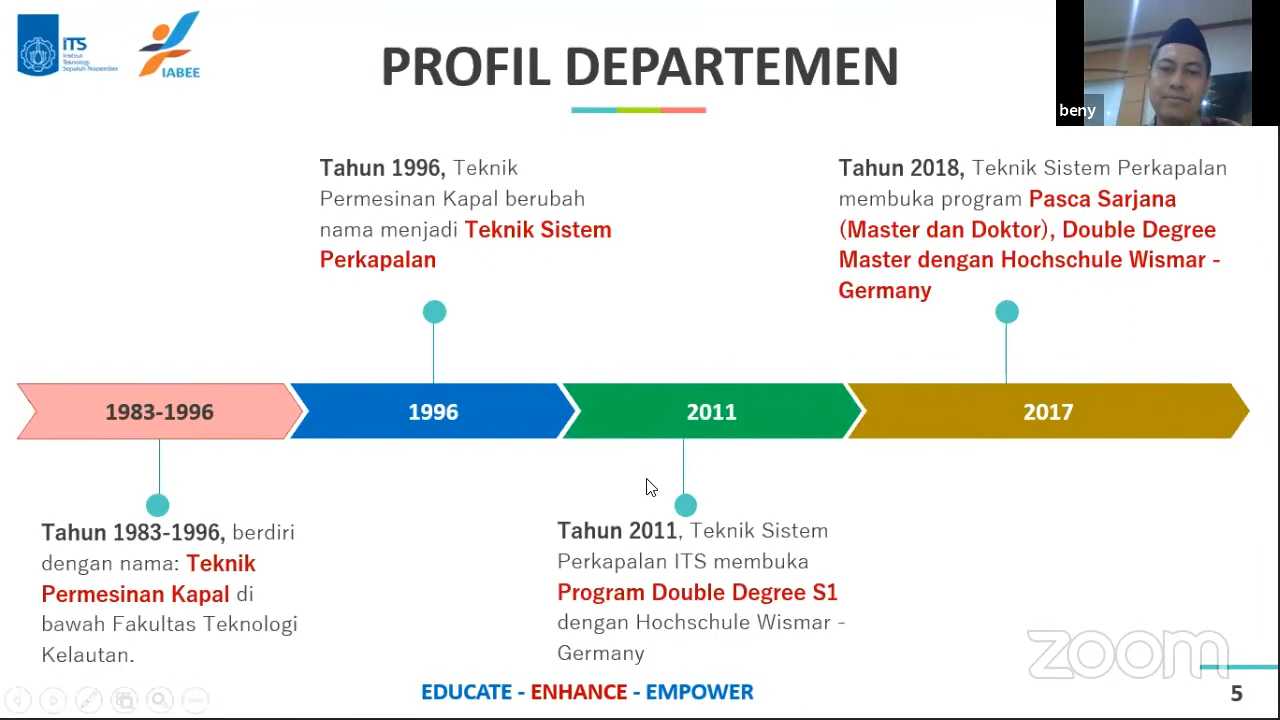 ITS
Institut
Teknologi
Sepuluh Nopember
IABEE
PROFIL DEPARTEMEN
beny
Tahun 1996, Teknik
Permesinan Kapal berubah
nama menjadi Teknik Sistem
Perkapalan
Tahun 2018, Teknik Sistem Perkapalan
membuka program Pasca Sarjana
(Master dan Doktor), Double Degree
Master dengan Hochschule Wismar -
Germany
1983-1996
1996
2011
2017
Tahun 1983-1996, berdiri
dengan nama: Teknik
Permesinan Kapal di
bawah Fakultas Teknologi
Kelautan.
Tahun 2011, Teknik Sistem
Perkapalan ITS membuka
Program Double Degree S1
dengan Hochschule Wismar -
Germany
zoom
EDUCATE - ENHANCE - EMPOWER
5